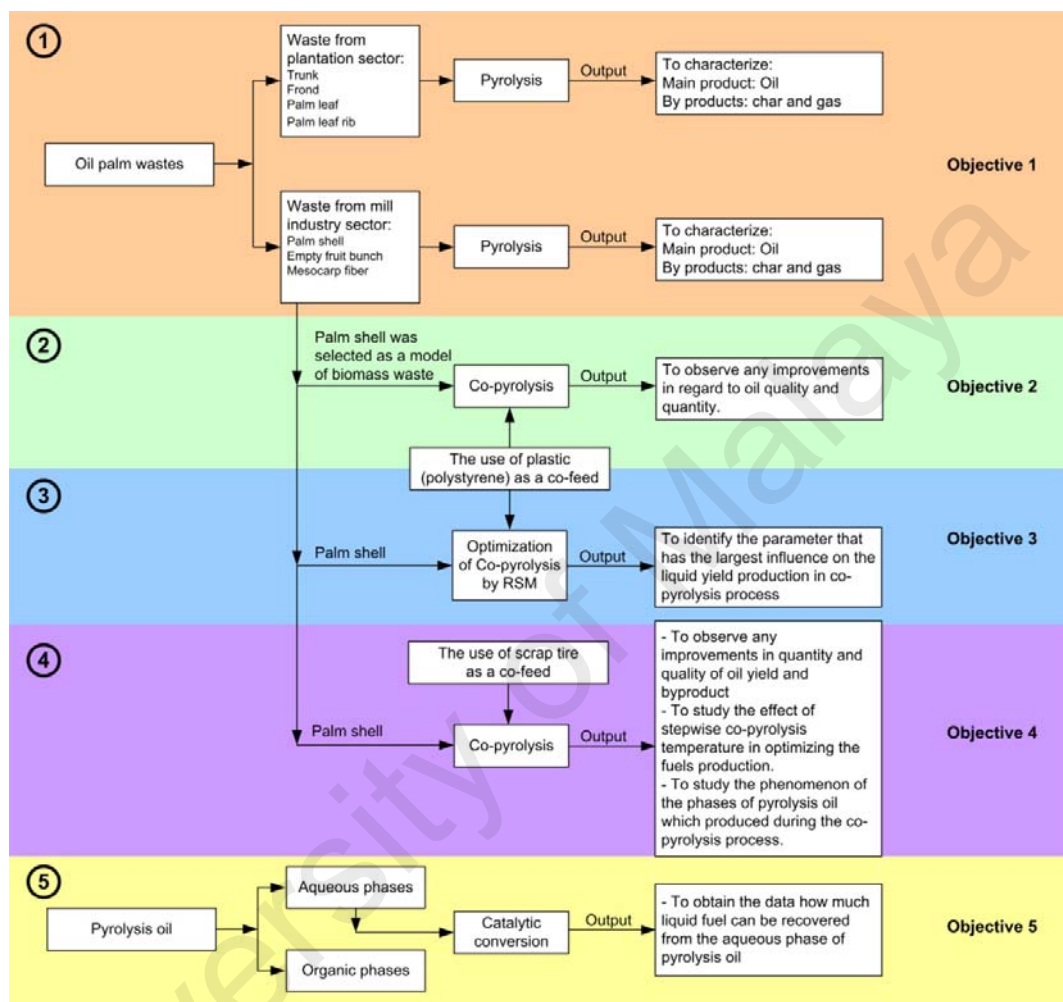 1
Waste from
plantation sector:
Trunk
Frond
Palm leaf
Palm leaf rib
Pyrolysis
Output
To characterize:
Main product: Oil
By products: char and gas
Oil palm wastes
Objective 1
Waste from mill
industry sector:
Palm shell
Empty fruit bunch
Mesocarp fiber
Pyrolysis
Output
To characterize:
Main product: Oil
By products: char and gas
2
Palm shell was
selected as a model
of biomass waste
Co-pyrolysis
Output
To observe any improvements
in regard to oil quality and
quantity.
Objective 2
The use of plastic
(polystyrene) as a co-feed
3
Palm shell
Optimization
of Co-pyrolysis
by RSM
Output
To identify the parameter that
has the largest influence on the
liquid yield production in co-
pyrolysis process
Objective 3
4
The use of scrap tire
as a co-feed
Palm shell
Co-pyrolysis
Output
- To observe any
improvements in quantity and
quality of oil yield and
byproduct
- To study the effect of
stepwise co-pyrolysis
temperature in optimizing the
fuels production.
- To study the phenomenon of
the phases of pyrolysis oil
which produced during the co-
pyrolysis process.
Objective 4
5
Pyrolysis oil
Aqueous phases
Organic phases
Catalytic
conversion
Output
- To obtain the data how much
liquid fuel can be recovered
from the aqueous phase of
pyrolysis oil
Objective 5
ersity of Malaya